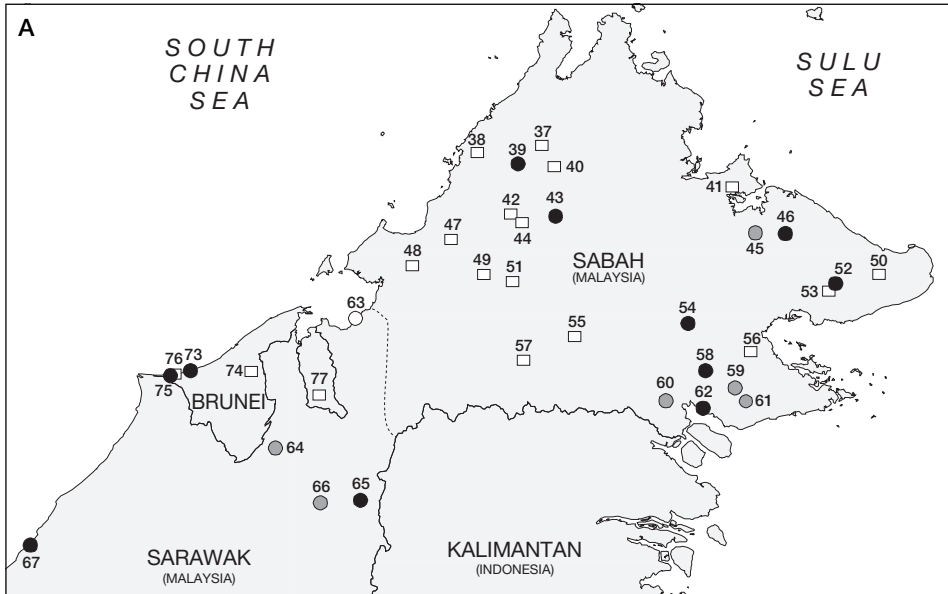 A
SOUTH
CHINA
SEA
SULU
SEA
37
38
39
40
41
42
43
44
45
46
47
48
49
50
51
52
53
SABAH
(MALAYSIA)
54
55
56
57
58
59
60
61
62
63
73
74
75
76
77
BRUNEI
64
65
66
67
SARAWAK
(MALAYSIA)
KALIMANTAN
(INDONESIA)